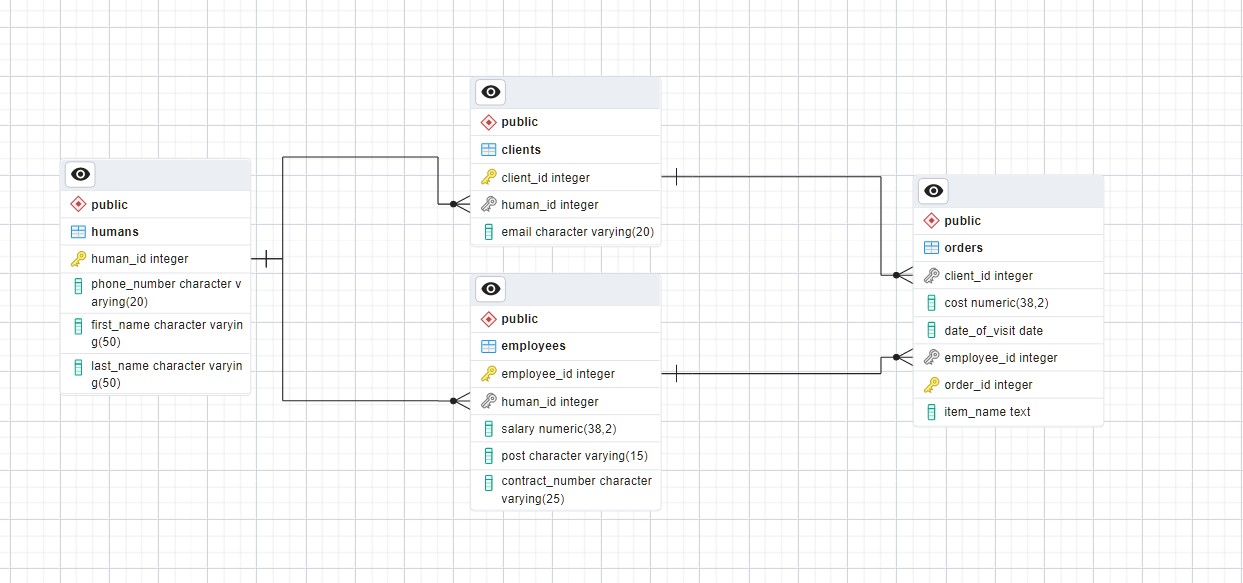 public
humans
human_id integer
phone_number character v
arying(20)
first_name character varyin
g(50)
last_name character varyin
g(50)
public
clients
client_id integer
human_id integer
email character varying(20)
public
employees
employee_id integer
human_id integer
salary numeric(38,2)
post character varying(15)
contract_number character
varying(25)
public
orders
client_id integer
cost numeric(38,2)
date_of_visit date
employee_id integer
order_id integer
item_name text